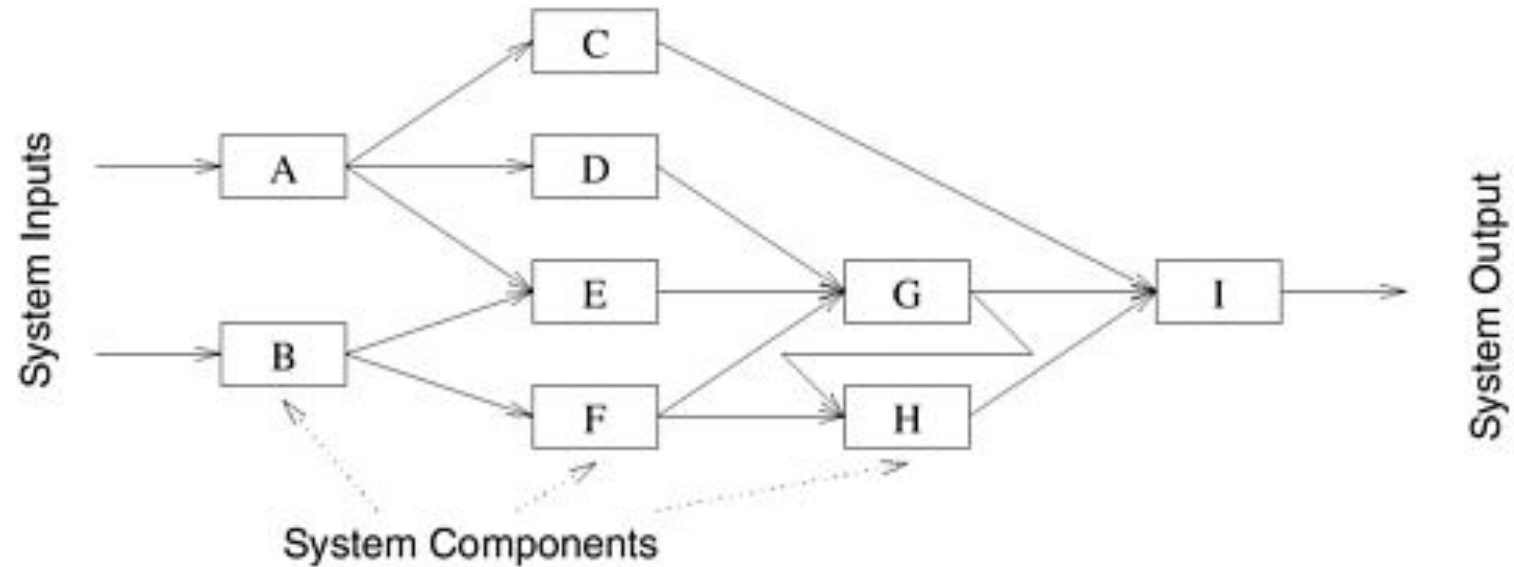 System Inputs
A
B
C
D
E
F
G
H
I
System Output
System Components